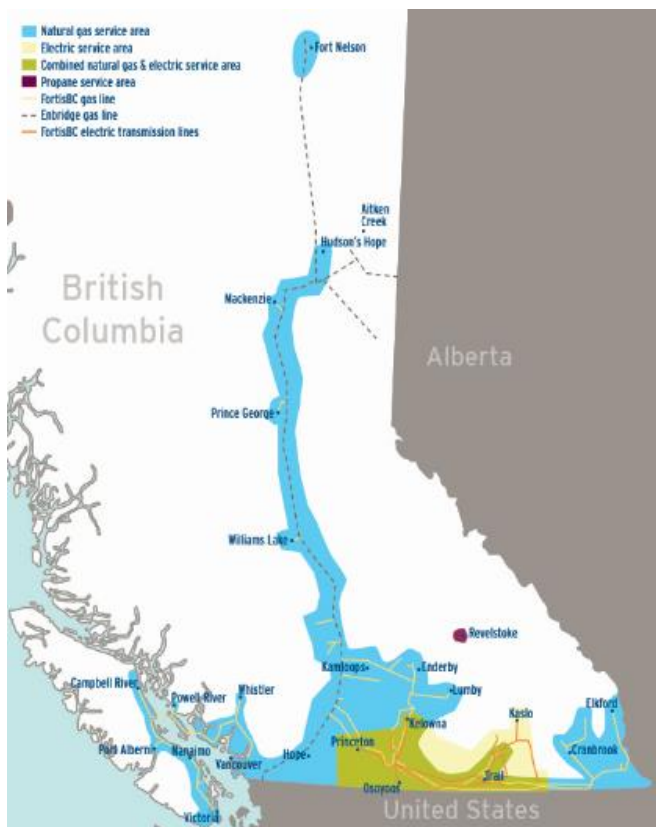 Natural gas service area
Electric service area
Combined natural gas & electric service area
Propane service area
FortisBC gas line
Enbridge gas line
FortisBC electric transmission lines
Fort Nelson
Aitken
Creek
Hudson's Hope
British
Columbia
Mackenzie
Alberta
Prince George
Williams Lake
Revelstoke
Kamloops
Enderby
Campbell River
Powell River
Whistler
Lumby
Elkford
Kelowna
Kaslo
Port Alberni
Nanaimo
Vancouver
Hope
Princeton
Cranbrook
Trail
Osoyoos
United States
Victoria